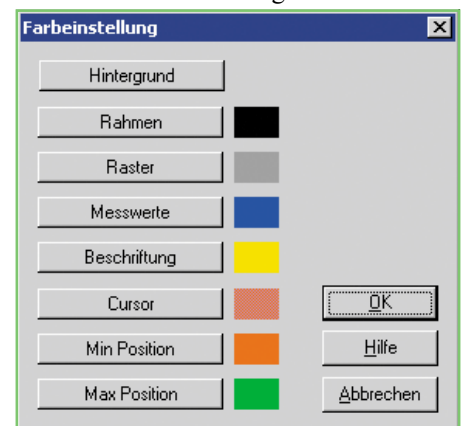 Farbeinstellung
Hintergrund
Rahmen
Raster
Messwerte
Beschriftung
Cursor
OK
Min Position
Hilfe
Max Position
Abbrechen